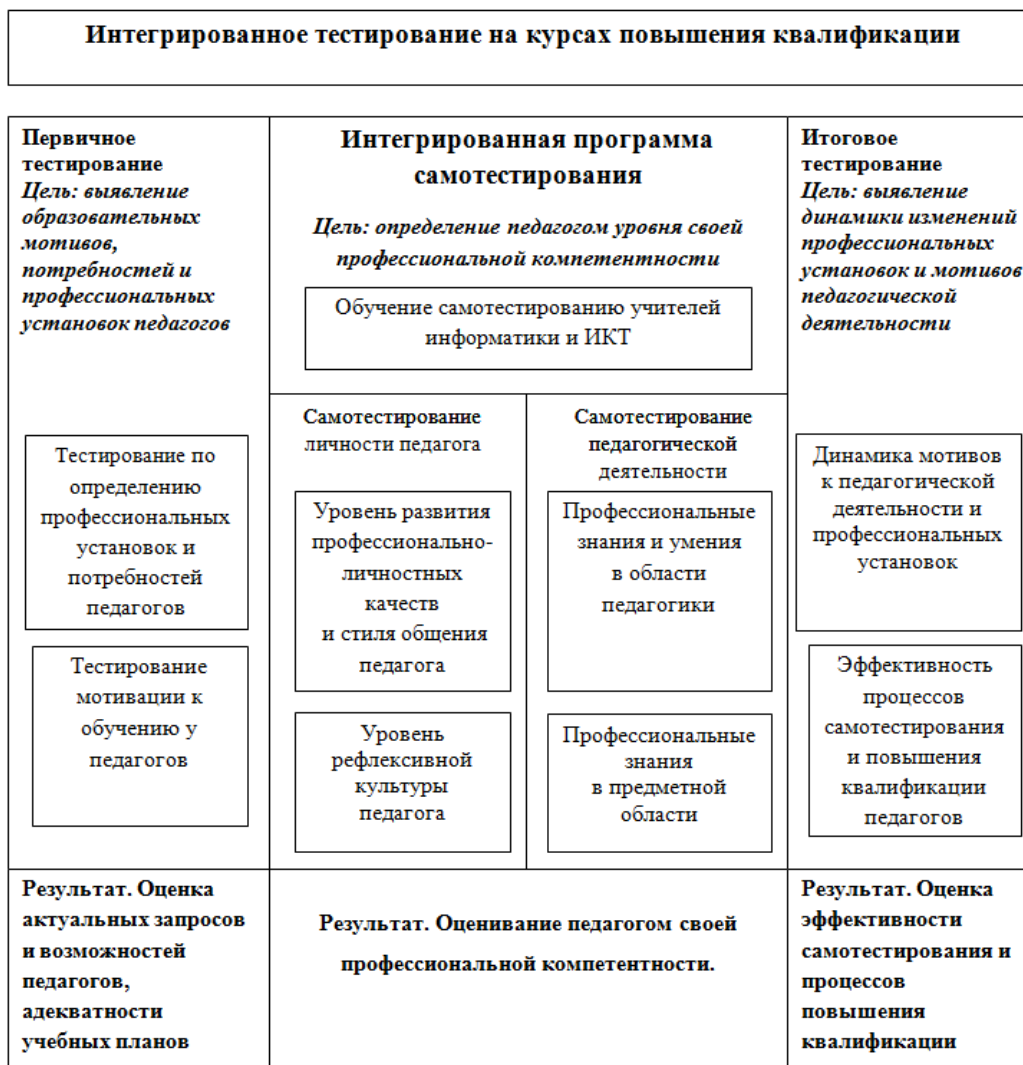 Интегрированное тестирование на курсах повышения квалификации
Первичное
тестирование
Цель: выявление
образовательных
мотивов,
потребностей и
профессиональных
установок педагогов
Тестирование по
определению
профессиональных
установок и
потребностей
педагогов
Тестирование
мотивации к
обучению у
педагогов
Результат. Оценка
актуальных запросов
и возможностей
педагогов,
адекватности
учебных планов
Интегрированная программа
самотестирования
Цель: определение педагогом уровня своей
профессиональной компетентности
Обучение самотестированию учителей
информатики и ИКТ
Самотестирование
личности педагога
Уровень развития
профессионально-
личностных
качеств
и стиля общения
педагога
Уровень
рефлексивной
культуры
педагога
Самотестирование
педагогической
деятельности
Профессиональные
знания и умения
в области
педагогики
Профессиональные
знания
в предметной
области
Результат. Оценивание педагогом своей
профессиональной компетентности.
Итоговое
тестирование
Цель: выявление
динамики изменений
профессиональных
установок и мотивов
педагогической
деятельности
Динамика мотивов
к педагогической
деятельности и
профессиональных
установок
Эффективность
процессов
самотестирования
и повышения
квалификации
педагогов
Результат. Оценка
эффективности
самотестирования и
процессов
повышения
квалификации